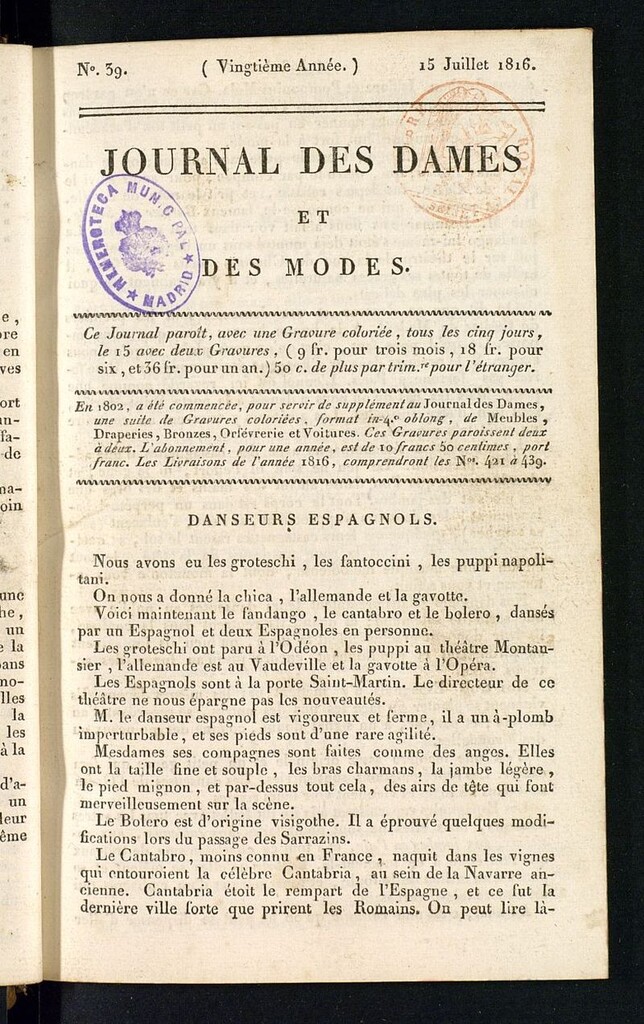 Nº. 39. ( Vingtième Année. ) 15 Juillet 1816.
JOURNAL DES DAMES
ET
DES MODES.
HEMEROTECA MUNICIPAL
★ MADRID ★
Ce Journal paroît, avec une Gravure coloriée, tous les cinq jours,
le 15 avec deux Gravures, ( 9 fr. pour trois mois, 18 fr. pour
six, et 36 fr. pour un an. ) 50 c. de plus par trim.re pour l'étranger.
En 1802, a été commencée, pour servir de supplément au Journal des Dames,
une suite de Gravures coloriées, format in-4.º oblong, de Meubles,
Draperies, Bronzes, Orfévrerie et Voitures. Ces Gravures paroissent deux
à deux. L'abonnement, pour une année, est de 10 francs 50 centimes, port
franc. Les Livraisons de l'année 1816, comprendront les Nos. 421 à 439.
DANSEURS ESPAGNOLS.
Nous avons eu les groteschi, les fantoccini, les puppi napoli-
tani.
On nous a donné la chica, l'allemande et la gavotte.
Voici maintenant le fandango, le cantabro et le bolero, dansés
par un Espagnol et deux Espagnoles en personne.
Les groteschi ont paru à l'Odéon, les puppi au théâtre Montau-
sier, l'allemande est au Vaudeville et la gavotte à l'Opéra.
Les Espagnols sont à la porte Saint-Martin. Le directeur de ce
théâtre ne nous épargne pas les nouveautés.
M. le danseur espagnol est vigoureux et ferme, il a un à-plomb
imperturbable, et ses pieds sont d'une rare agilité.
Mesdames ses compagnes sont faites comme des anges. Elles
ont la taille fine et souple, les bras charmans, la jambe légère,
le pied mignon, et par-dessus tout cela, des airs de tête qui font
merveilleusement sur la scène.
Le Bolero est d'origine visigothe. Il a éprouvé quelques modi-
fications lors du passage des Sarrazins.
Le Cantabro, moins connu en France, naquit dans les vignes
qui entouroient la célèbre Cantabria, au sein de la Navarre an-
cienne. Cantabria étoit le rempart de l'Espagne, et ce fut la
dernière ville forte que prirent les Romains. On peut lire là-